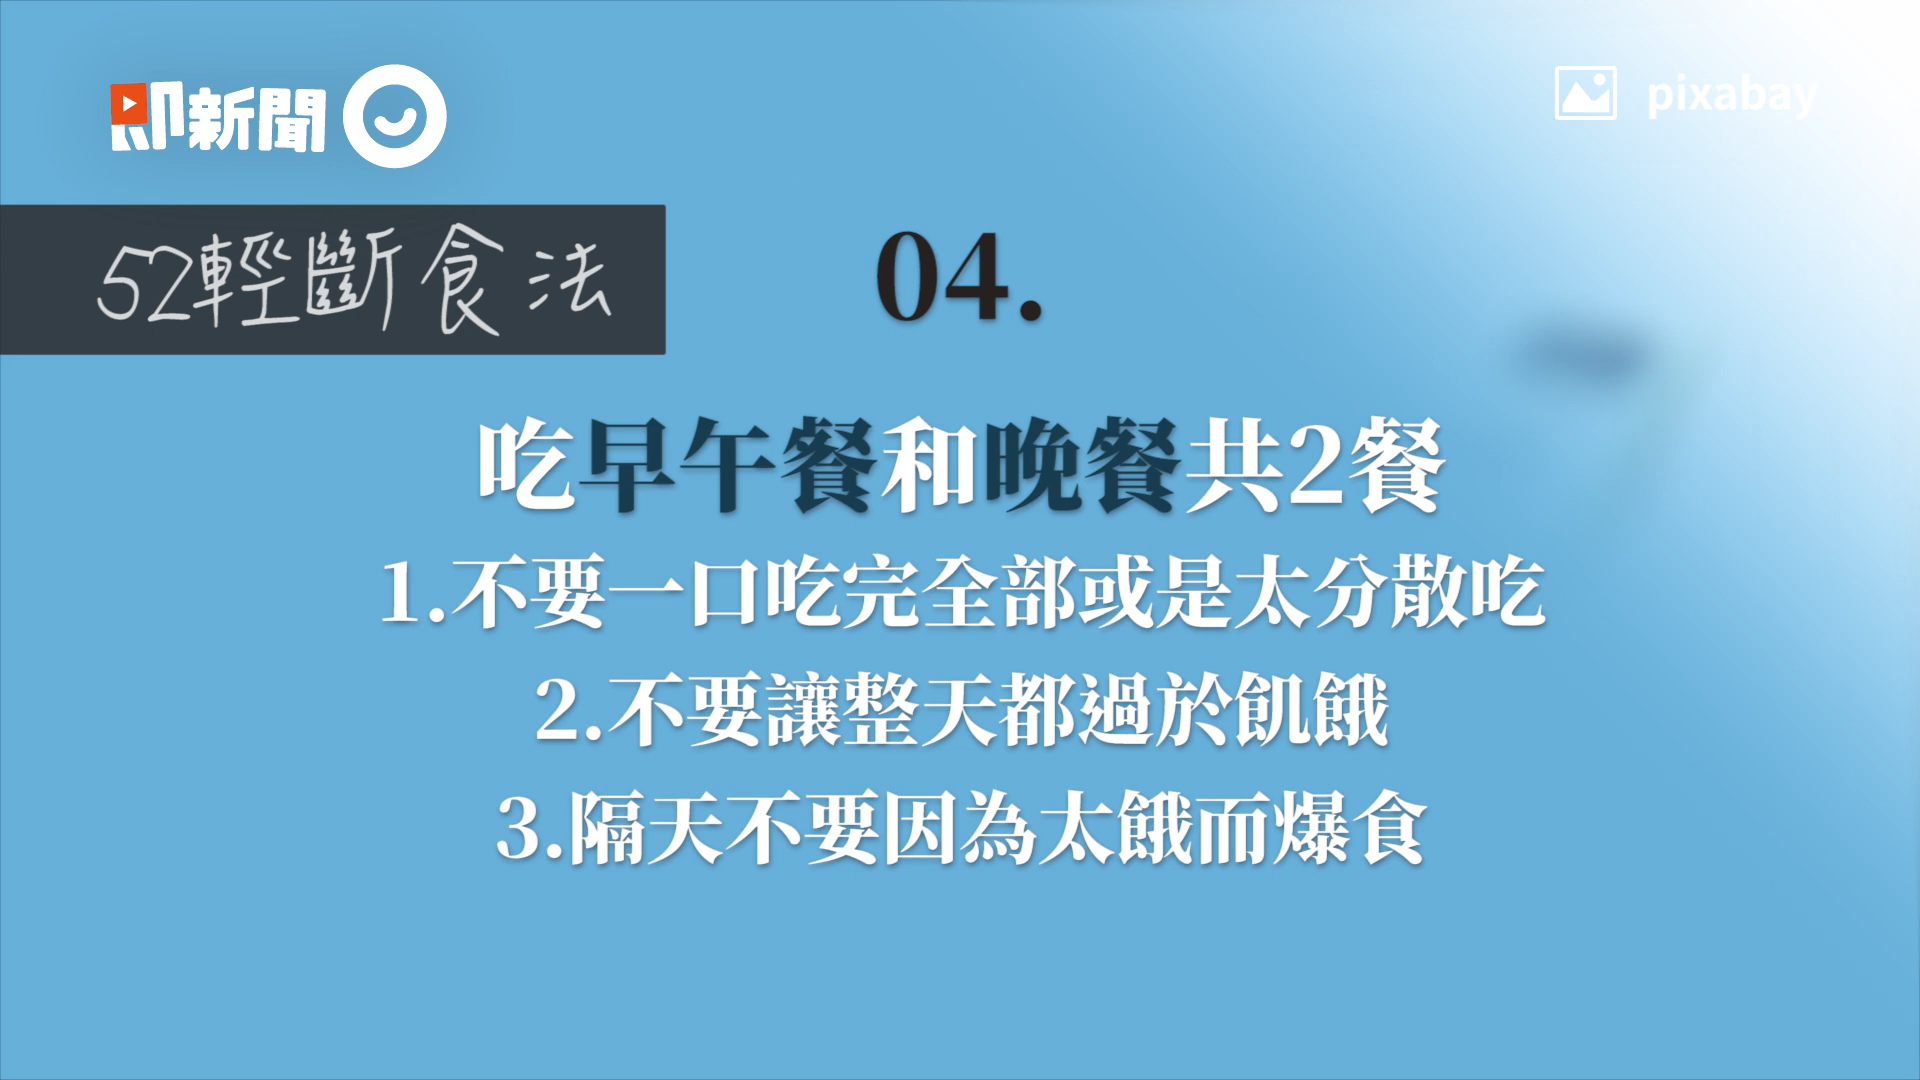 即新聞
pixabay
52輕斷食法
04.
吃早午餐和晚餐共2餐
1.不要一口吃完全部或是太分散吃
2.不要讓整天都過於飢餓
3.隔天不要因為太餓而爆食